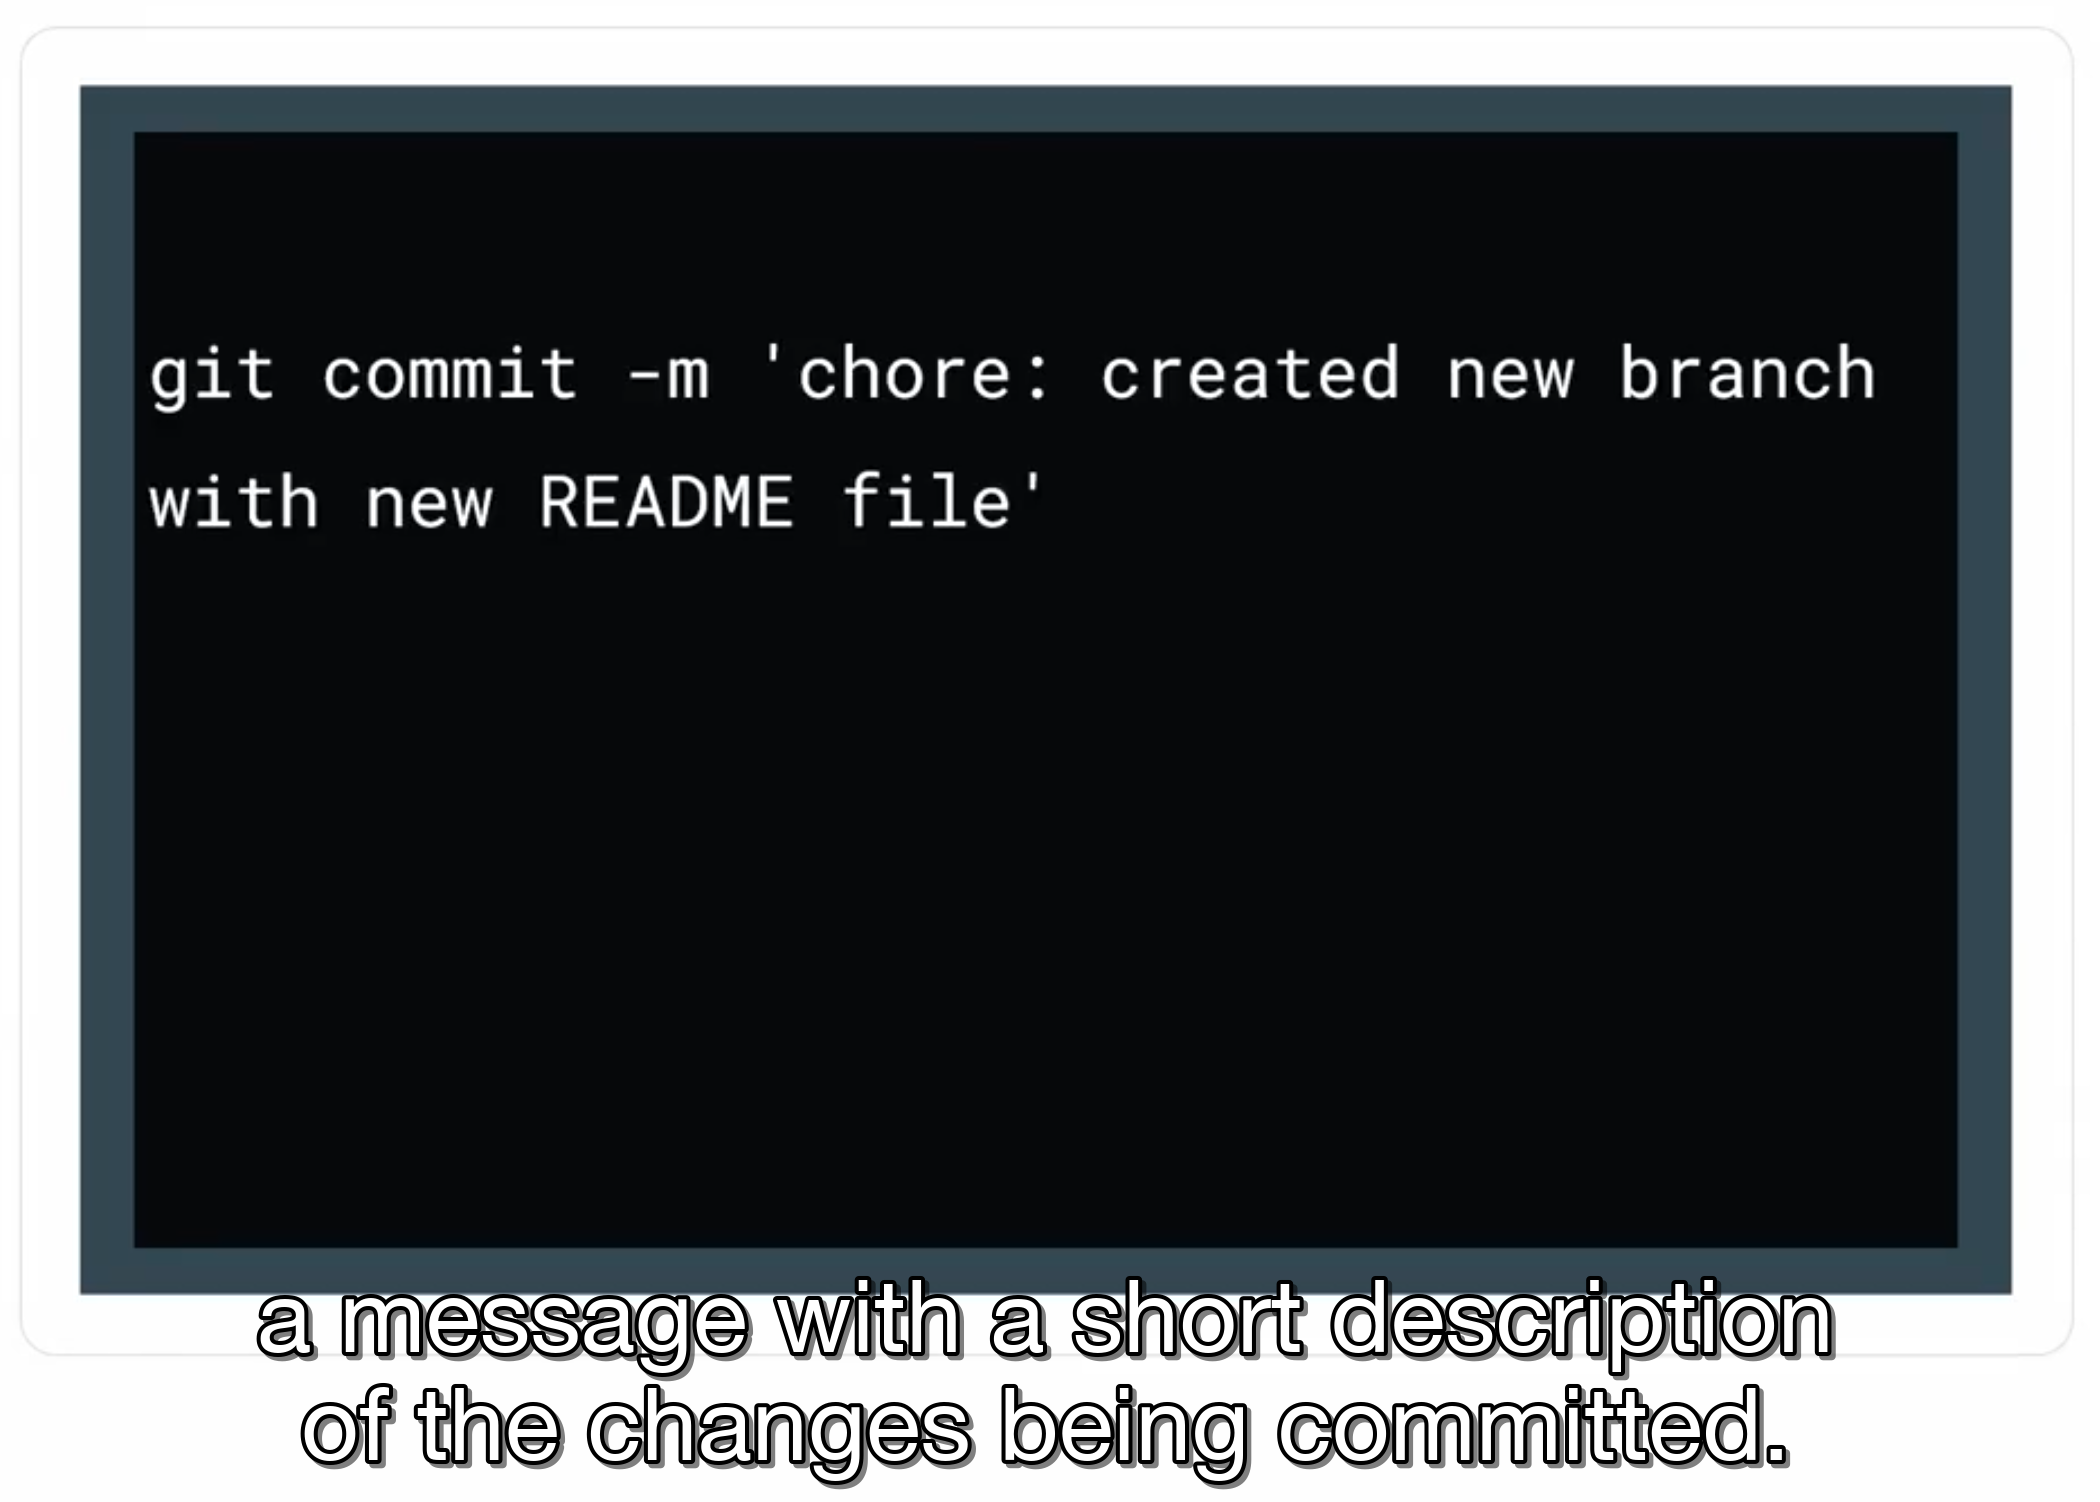 git commit -m 'chore: created new branch
with new README file'
a message with a short description
of the changes being committed.